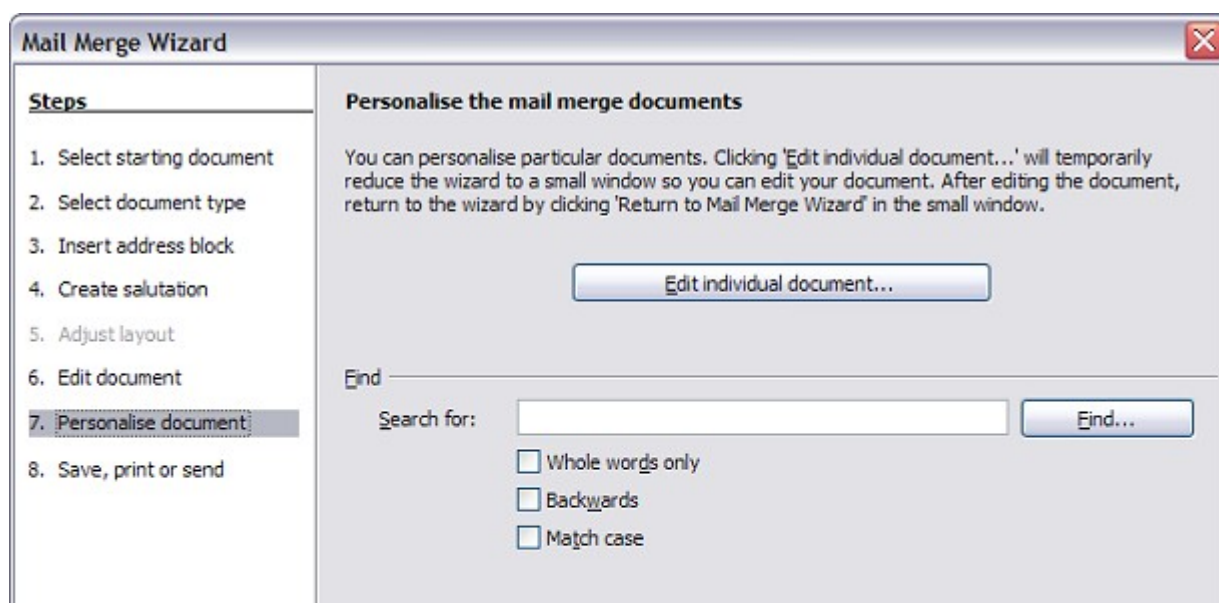 Mail Merge Wizard
Steps
1. Select starting document
2. Select document type
3. Insert address block
4. Create salutation
5. Adjust layout
6. Edit document
7. Personalise document
8. Save, print or send
Personalise the mail merge documents
You can personalise particular documents. Clicking 'Edit individual document...' will temporarily
reduce the wizard to a small window so you can edit your document. After editing the document,
return to the wizard by clicking 'Return to Mail Merge Wizard' in the small window.
Edit individual document...
Find
Search for:
Find...
Whole words only
Backwards
Match case